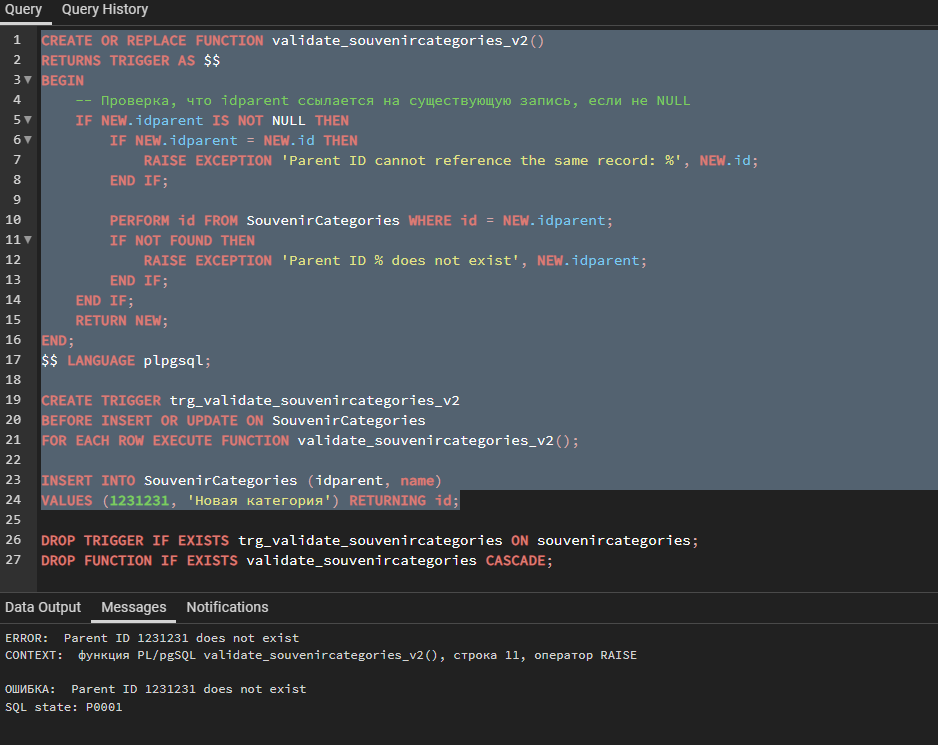 Query Query History
1 CREATE OR REPLACE FUNCTION validate_souvenircategories_v2()
2 RETURNS TRIGGER AS $$
3 BEGIN
4 -- Проверка, что idparent ссылается на существующую запись, если не NULL
5 IF NEW.idparent IS NOT NULL THEN
6 IF NEW.idparent = NEW.id THEN
7 RAISE EXCEPTION 'Parent ID cannot reference the same record: %', NEW.id;
8 END IF;
9
10 PERFORM id FROM SouvenirCategories WHERE id = NEW.idparent;
11 IF NOT FOUND THEN
12 RAISE EXCEPTION 'Parent ID % does not exist', NEW.idparent;
13 END IF;
14 END IF;
15 RETURN NEW;
16 END;
17 $$ LANGUAGE plpgsql;
18
19 CREATE TRIGGER trg_validate_souvenircategories_v2
20 BEFORE INSERT OR UPDATE ON SouvenirCategories
21 FOR EACH ROW EXECUTE FUNCTION validate_souvenircategories_v2();
22
23 INSERT INTO SouvenirCategories (idparent, name)
24 VALUES (1231231, 'Новая категория') RETURNING id;
25
26 DROP TRIGGER IF EXISTS trg_validate_souvenircategories ON souvenircategories;
27 DROP FUNCTION IF EXISTS validate_souvenircategories CASCADE;
Data Output Messages Notifications
ERROR: Parent ID 1231231 does not exist
CONTEXT: функция PL/pgSQL validate_souvenircategories_v2(), строка 11, оператор RAISE
ОШИБКА: Parent ID 1231231 does not exist
SQL state: P0001